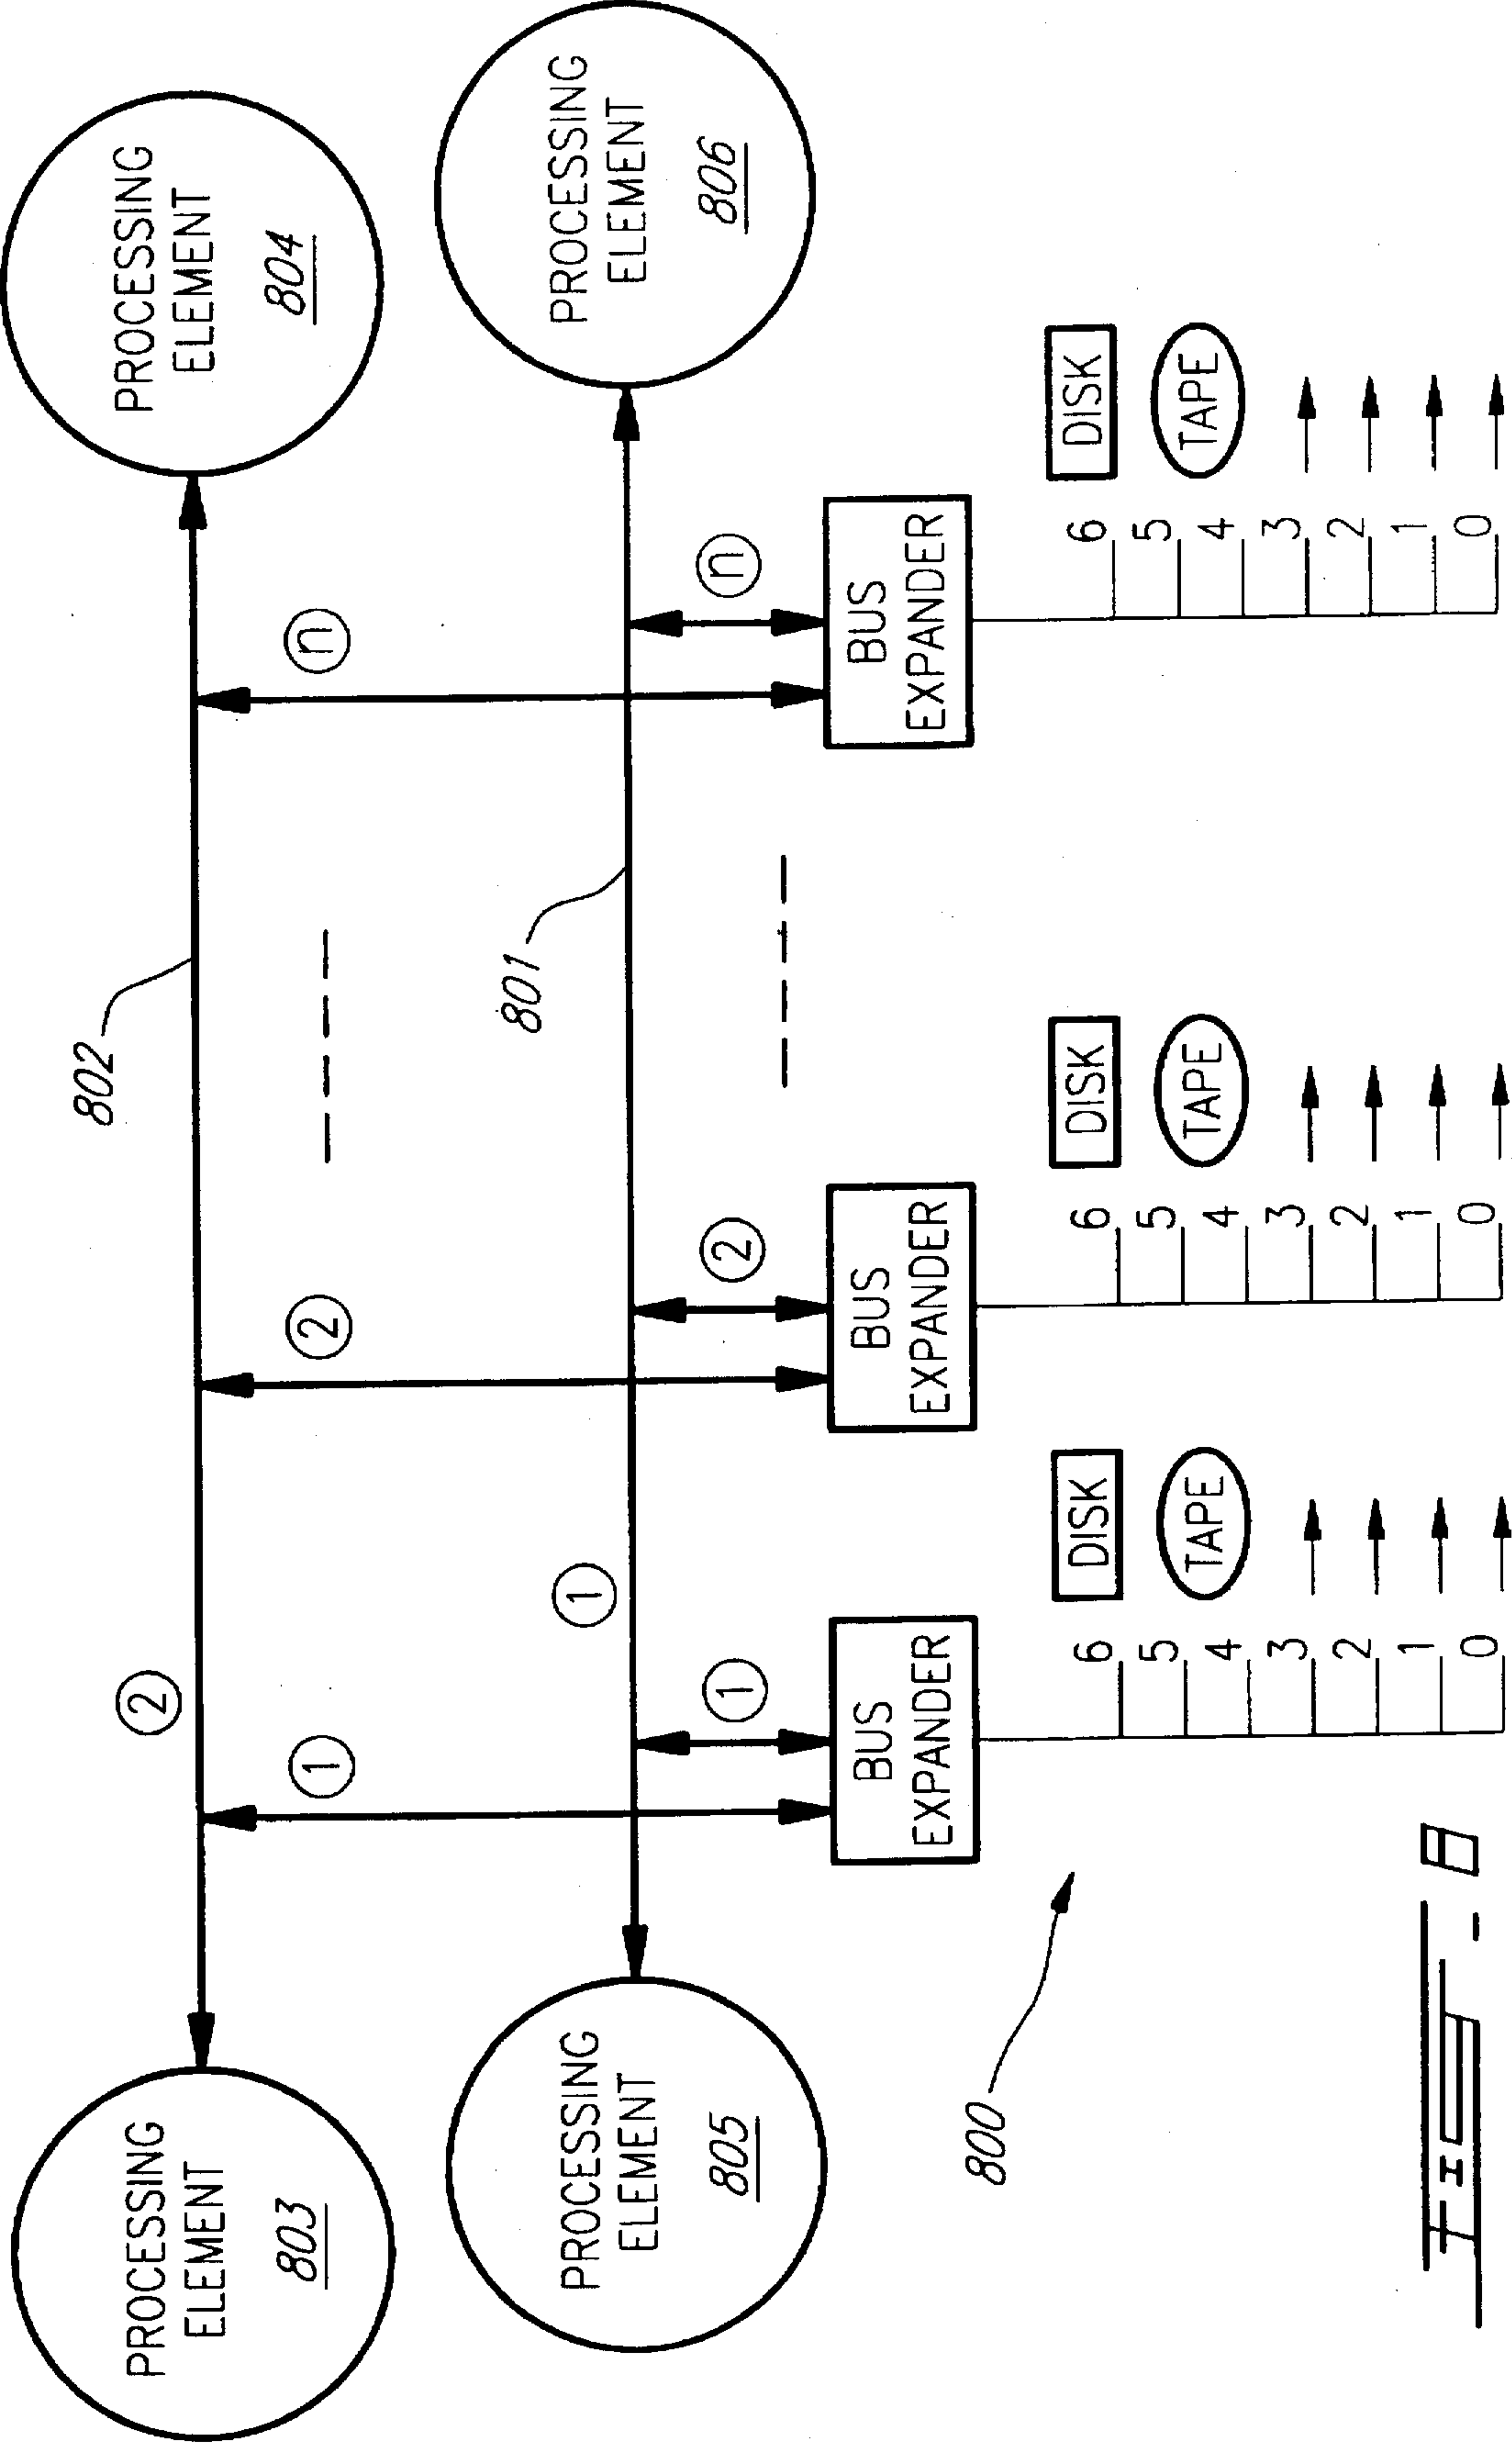 PROCESSING
ELEMENT
803
PROCESSING
ELEMENT
804
802
②
①
②
ⓝ
PROCESSING
ELEMENT
805
PROCESSING
ELEMENT
806
801
①
①
②
ⓝ
BUS
EXPANDER
BUS
EXPANDER
BUS
EXPANDER
800
6
DISK
5
TAPE
4
3
2
1
0
6
DISK
5
TAPE
4
3
2
1
0
6
DISK
5
TAPE
4
3
2
1
0
FIG. 8